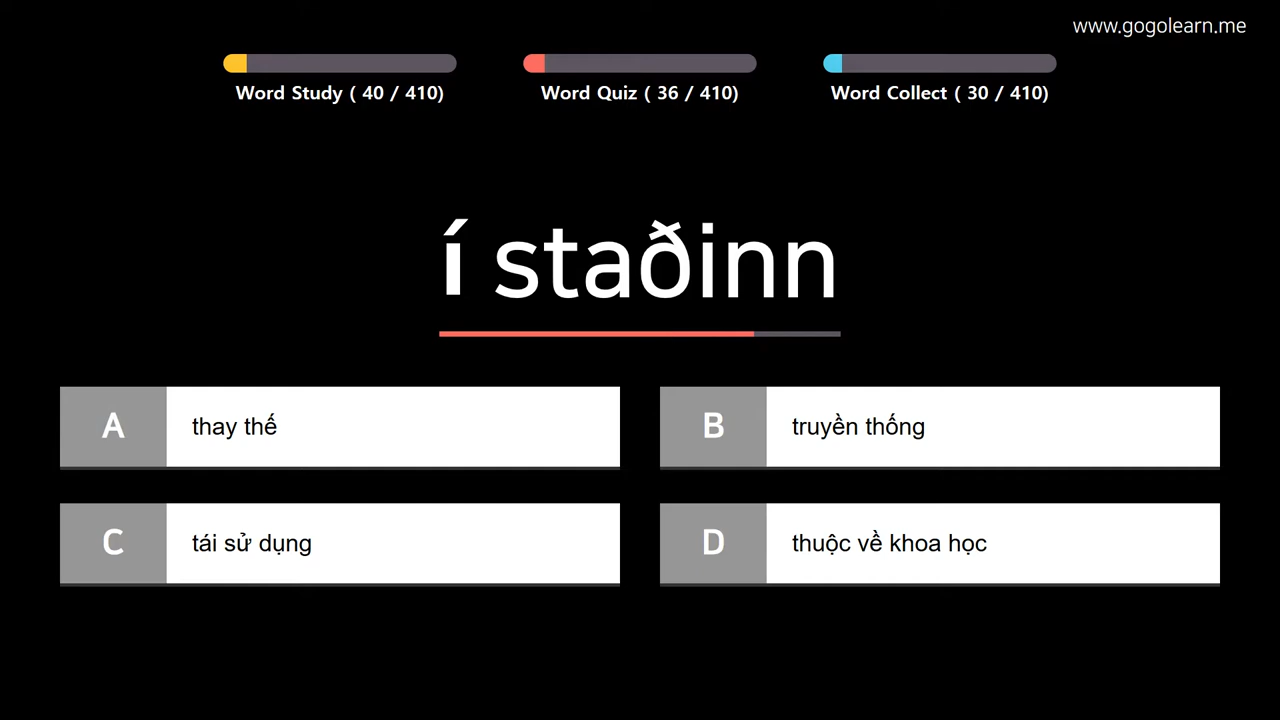 www.gogolearn.me
Word Study ( 40 / 410)
Word Quiz ( 36 / 410)
Word Collect ( 30 / 410)
í staðinn
A thay thế
B truyền thống
C tái sử dụng
D thuộc về khoa học